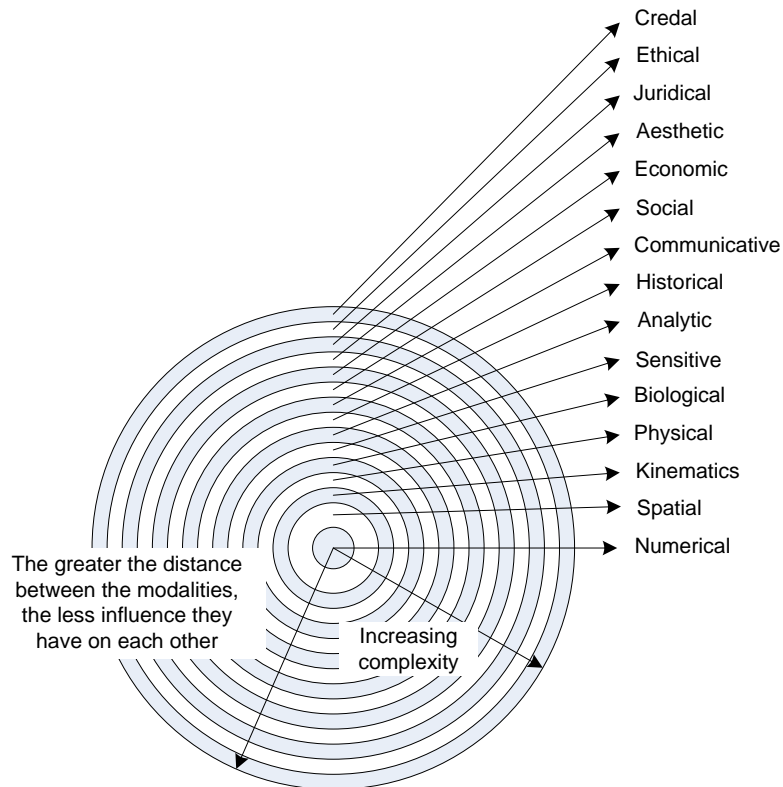 Credal
Ethical
Juridical
Aesthetic
Economic
Social
Communicative
Historical
Analytic
Sensitive
Biological
Physical
Kinematics
Spatial
Numerical
The greater the distance
between the modalities,
the less influence they
have on each other
Increasing
complexity